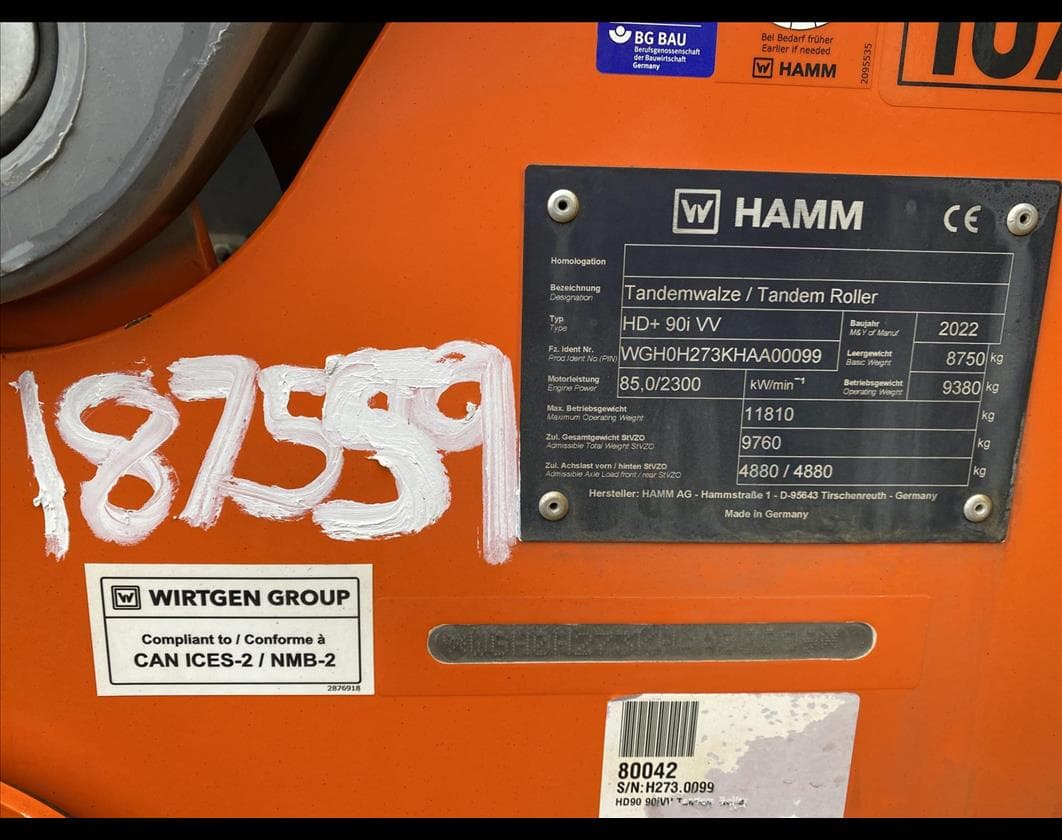 BG BAU
Berufsgenossenschaft
der Bauwirtschaft
Germany
Bei Bedarf früher
Earlier if needed
HAMM
2095535
HAMM CE
Homologation
Bezeichnung
Designation
Tandemwalze / Tandem Roller
Typ
Type
HD+ 90i VV
Baujahr
M&Y of Manuf.
2022
Fz. Ident Nr.
Prod.Ident No.(PIN)
WGH0H273KHAA00099
Leergewicht
Basic Weight
8750 kg
Motorleistung
Engine Power
85,0/2300 kW/min⁻¹
Betriebsgewicht
Operating Weight
9380 kg
Max. Betriebsgewicht
Maximum Operating Weight
11810 kg
Zul. Gesamtgewicht StVZO
Admissible Total Weight StVZO
9760 kg
Zul. Achslast vorn / hinten StVZO
Admissible Axle Load front / rear StVZO
4880 / 4880 kg
Hersteller: HAMM AG - Hammstraße 1 - D-95643 Tirschenreuth - Germany
Made in Germany
187599
WIRTGEN GROUP
Compliant to / Conforme à
CAN ICES-2 / NMB-2
2876918
80042
S/N: H273.0099